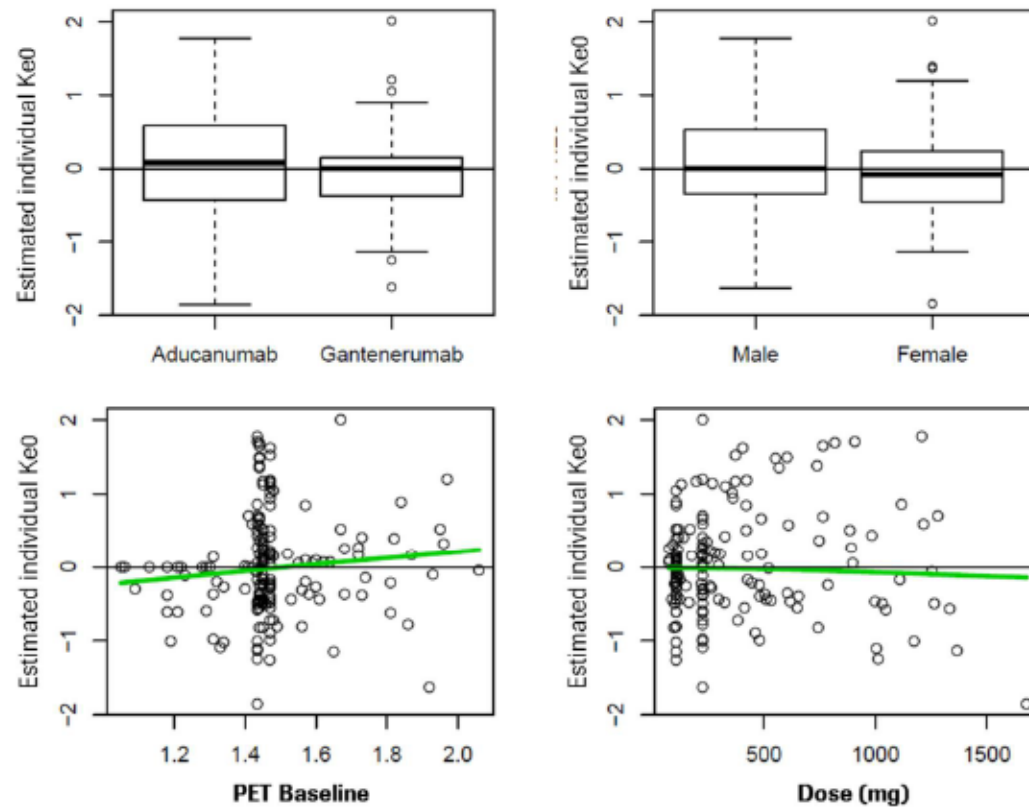 Estimated individual Ke0
2
1
0
−1
−2
Aducanumab Gantenerumab
Estimated individual Ke0
2
1
0
−1
−2
Male Female
Estimated individual Ke0
2
1
0
−1
−2
1.2 1.4 1.6 1.8 2.0
PET Baseline
Estimated individual Ke0
2
1
0
−1
−2
500 1000 1500
Dose (mg)